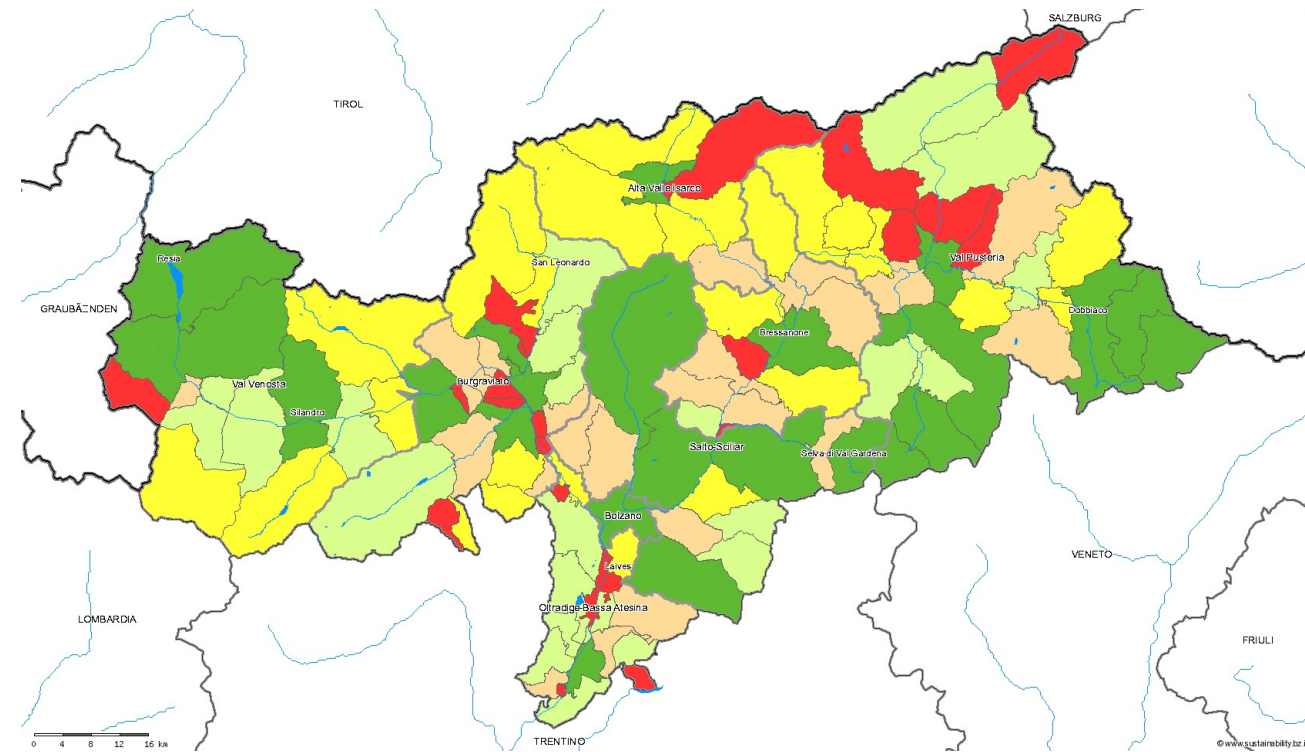 SALZBURG
TIROL
Alta Valle Isarco
Resia
San Leonardo
Val Pusteria
GRAUBÃ□NDEN
Dobbiaco
Bressanone
Val Venosta
Burgraviato
Silandro
Salto-Sciliar
Selva di Val Gardena
Bolzano
VENETO
Laives
Oltradige-Bassa Atesina
LOMBARDIA
FRIULI
TRENTINO
0 4 8 12 16 km
© www.sustainability.bz.i